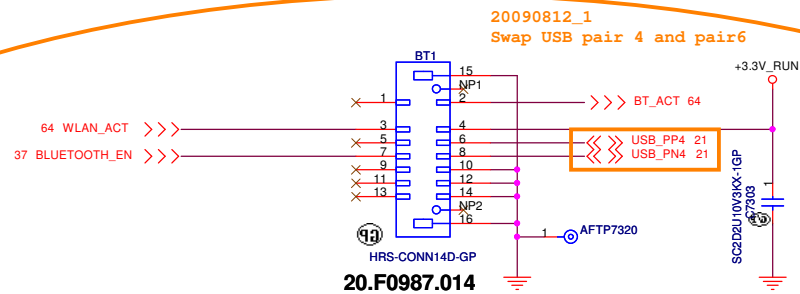 20090812_1
Swap USB pair 4 and pair6
BT1
+3.3V_RUN
15
NP1
1
2
BT_ACT 64
64 WLAN_ACT
3
4
5
6
USB_PP4 21
37 BLUETOOTH_EN
7
8
USB_PN4 21
9
10
11
12
13
14
NP2
16
GP
1
AFTP7320
1
SC2D2U10V3KX-1GP
C7303
HRS-CONN14D-GP
20.F0987.014